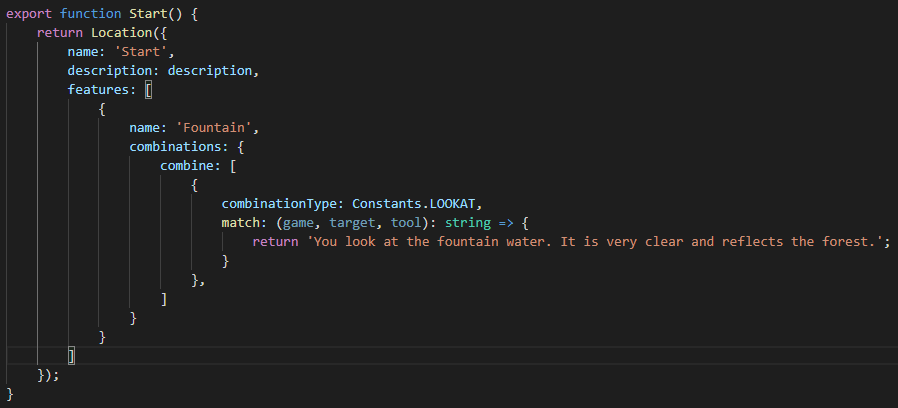 export function Start() {
    return Location({
        name: 'Start',
        description: description,
        features: [
            {
                name: 'Fountain',
                combinations: {
                    combine: [
                        {
                            combinationType: Constants.LOOKAT,
                            match: (game, target, tool): string => {
                                return 'You look at the fountain water. It is very clear and reflects the forest.';
                            }
                        },
                    ]
                }
            }
        ]
    });
}